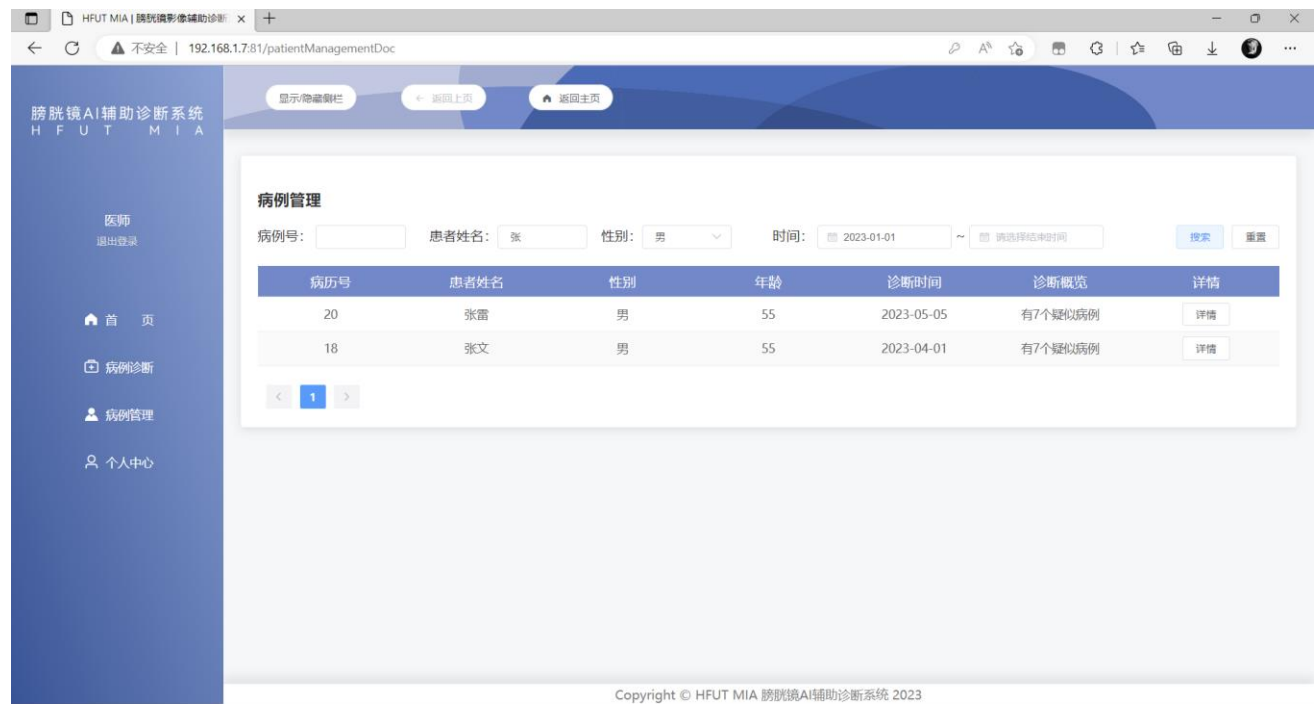 HFUT MIA | 膀胱镜影像辅助诊断
不安全 | 192.168.1.7:81/patientManagementDoc
膀胱镜AI辅助诊断系统
HFUT MIA
显示/隐藏侧栏 ← 返回上页 返回主页
医师
退出登录
首 页
病例诊断
病例管理
个人中心
病例管理
病例号: 患者姓名: 张 性别: 男 时间: 2023-01-01 ~ 请选择结束时间 搜索 重置
病历号 患者姓名 性别 年龄 诊断时间 诊断概览 详情
20 张雷 男 55 2023-05-05 有7个疑似病例 详情
18 张文 男 55 2023-04-01 有7个疑似病例 详情
< 1 >
Copyright © HFUT MIA 膀胱镜AI辅助诊断系统 2023